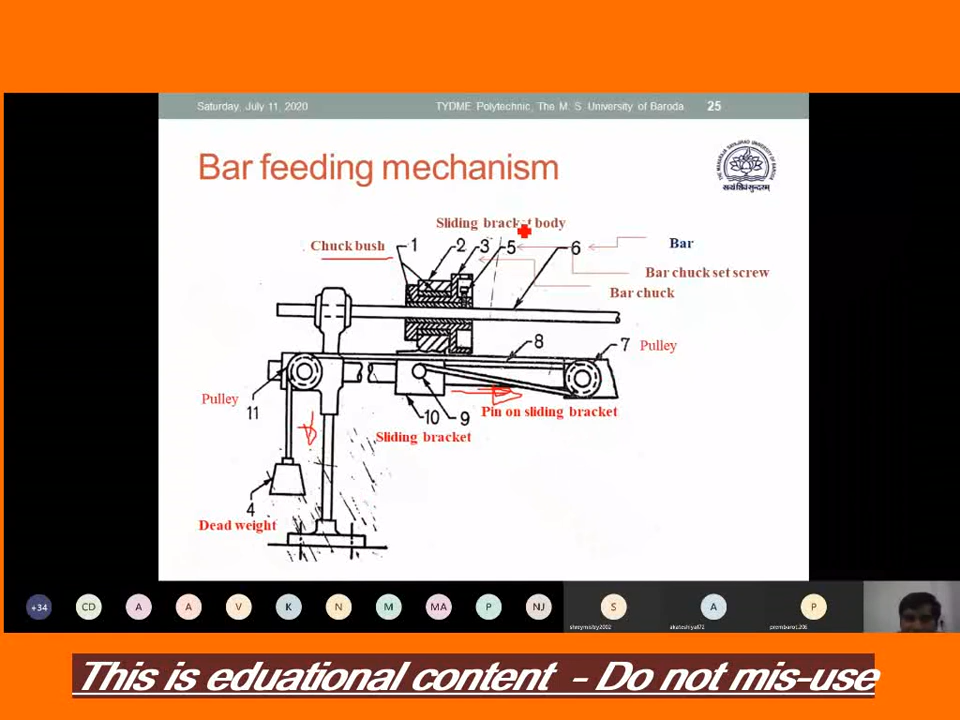 Saturday, July 11, 2020 TYDME Polytechnic, The M. S. University of Baroda 25
Bar feeding mechanism
Sliding bracket body
Chuck bush 1 2 3 5 6 Bar
Bar chuck set screw
Bar chuck
8 7 Pulley
Pulley
11 10 9 Pin on sliding bracket
Sliding bracket
4
Dead weight
+34 CD A A V K N M MA P NJ S A P
This is eduational content - Do not mis-use